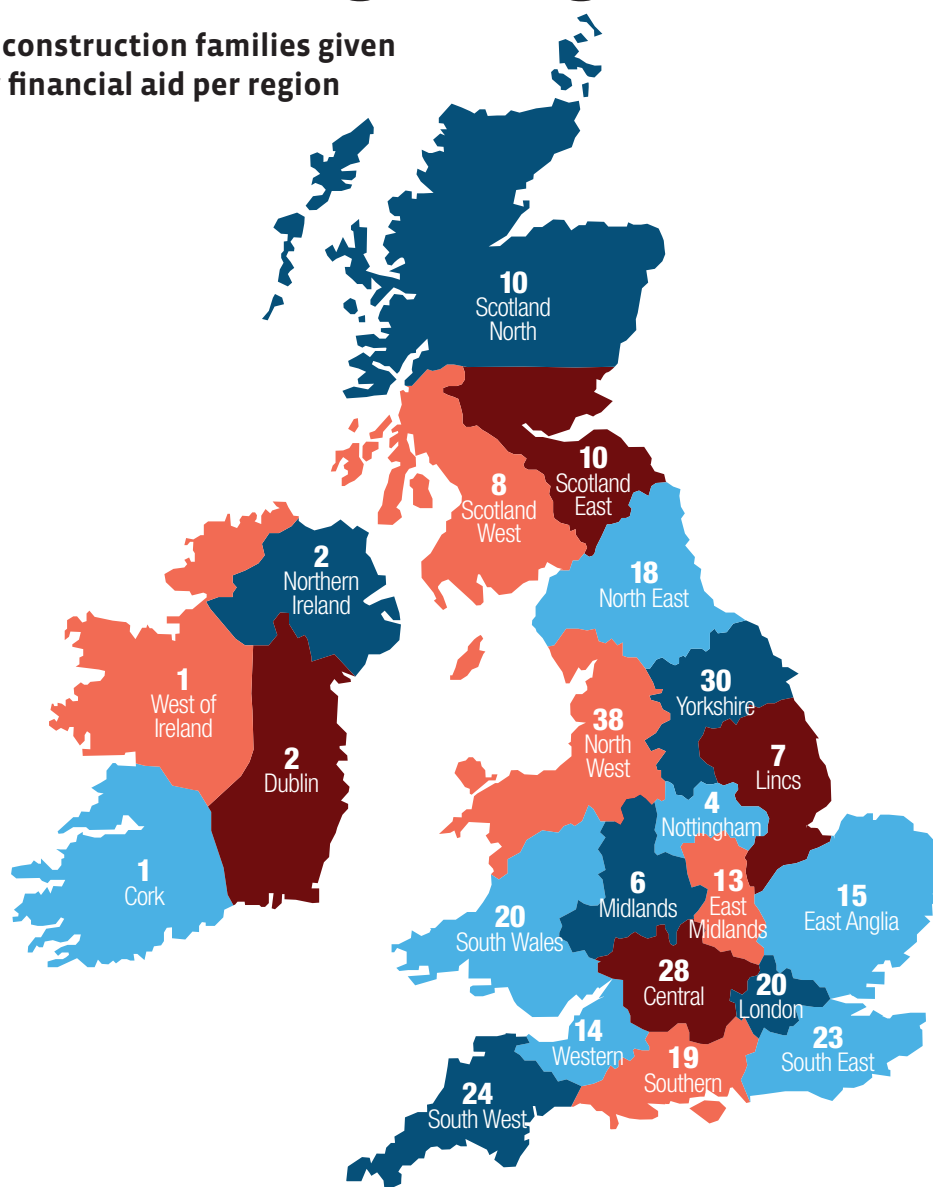 construction families given
financial aid per region
10
Scotland
North
10
Scotland
East
8
Scotland
West
2
Northern
Ireland
18
North East
1
West of
Ireland
30
Yorkshire
38
North
West
2
Dublin
7
Lincs
4
Nottingham
1
Cork
6
Midlands
13
East
Midlands
15
East Anglia
20
South Wales
28
Central
20
London
14
Western
19
Southern
23
South East
24
South West